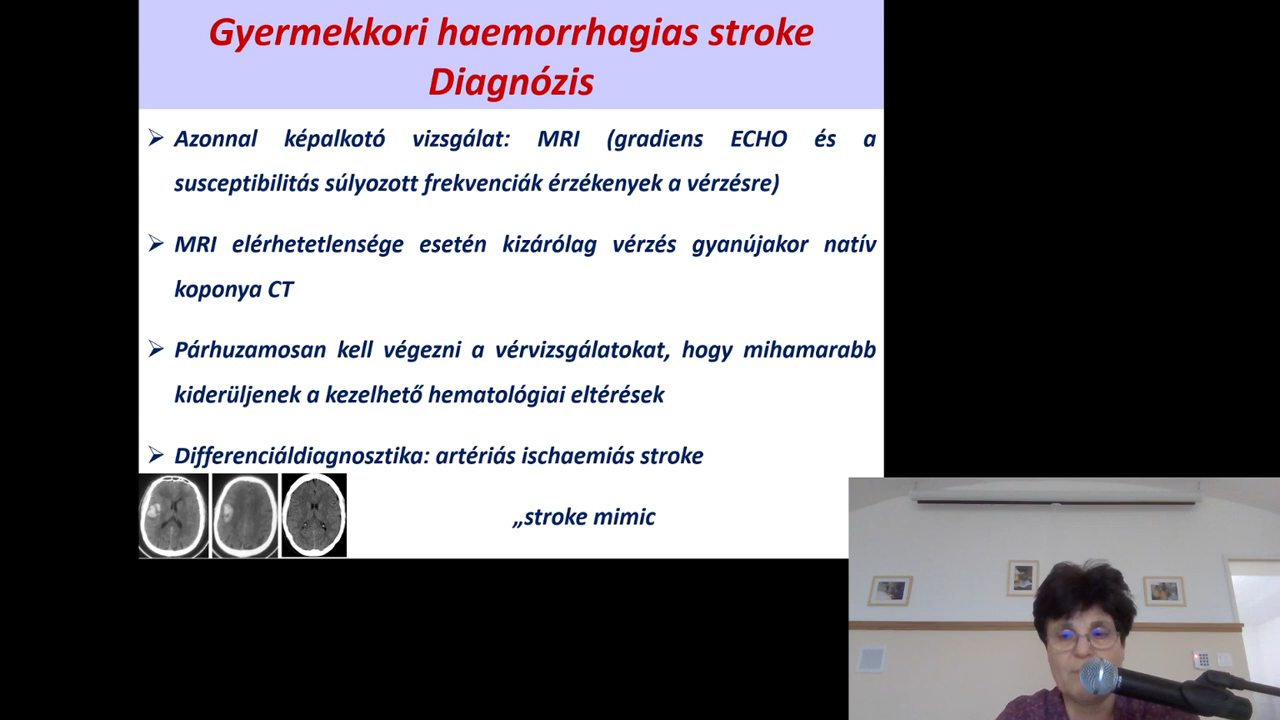 Gyermekkori haemorrhagias stroke
Diagnózis
➢ Azonnal képalkotó vizsgálat: MRI (gradiens ECHO és a
susceptibilitás súlyozott frekvenciák érzékenyek a vérzésre)
➢ MRI elérhetetlensége esetén kizárólag vérzés gyanújakor natív
koponya CT
➢ Párhuzamosan kell végezni a vérvizsgálatokat, hogy mihamarabb
kiderüljenek a kezelhető hematológiai eltérések
➢ Differenciáldiagnosztika: artériás ischaemiás stroke
„stroke mimic